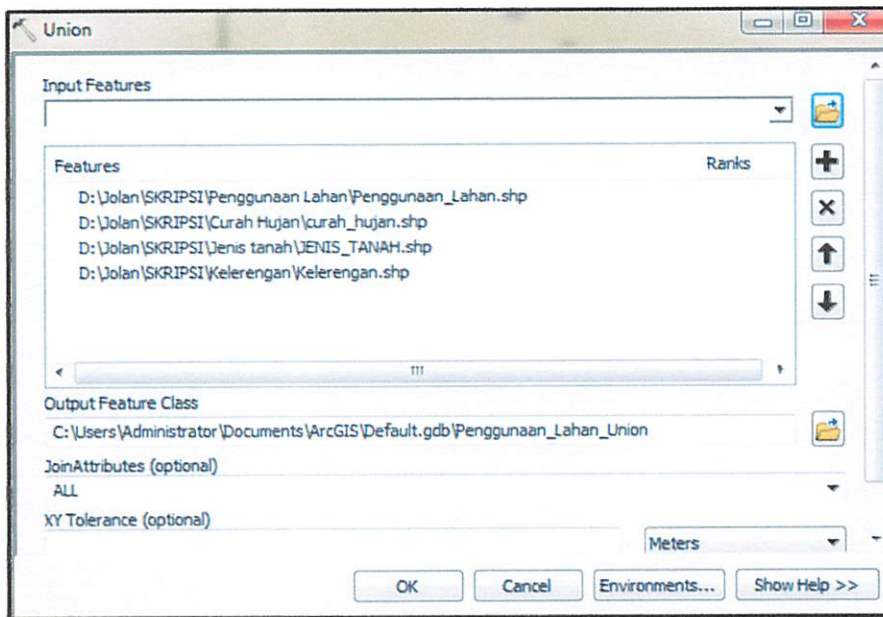 Union
Input Features
Features Ranks
D:\Jolan\SKRIPSI\Penggunaan Lahan\Penggunaan_Lahan.shp
D:\Jolan\SKRIPSI\Curah Hujan\curah_hujan.shp
D:\Jolan\SKRIPSI\Jenis tanah\JENIS_TANAH.shp
D:\Jolan\SKRIPSI\Kelerengan\Kelerengan.shp
Output Feature Class
C:\Users\Administrator\Documents\ArcGIS\Default.gdb\Penggunaan_Lahan_Union
JoinAttributes (optional)
ALL
XY Tolerance (optional)
Meters
OK Cancel Environments... Show Help >>